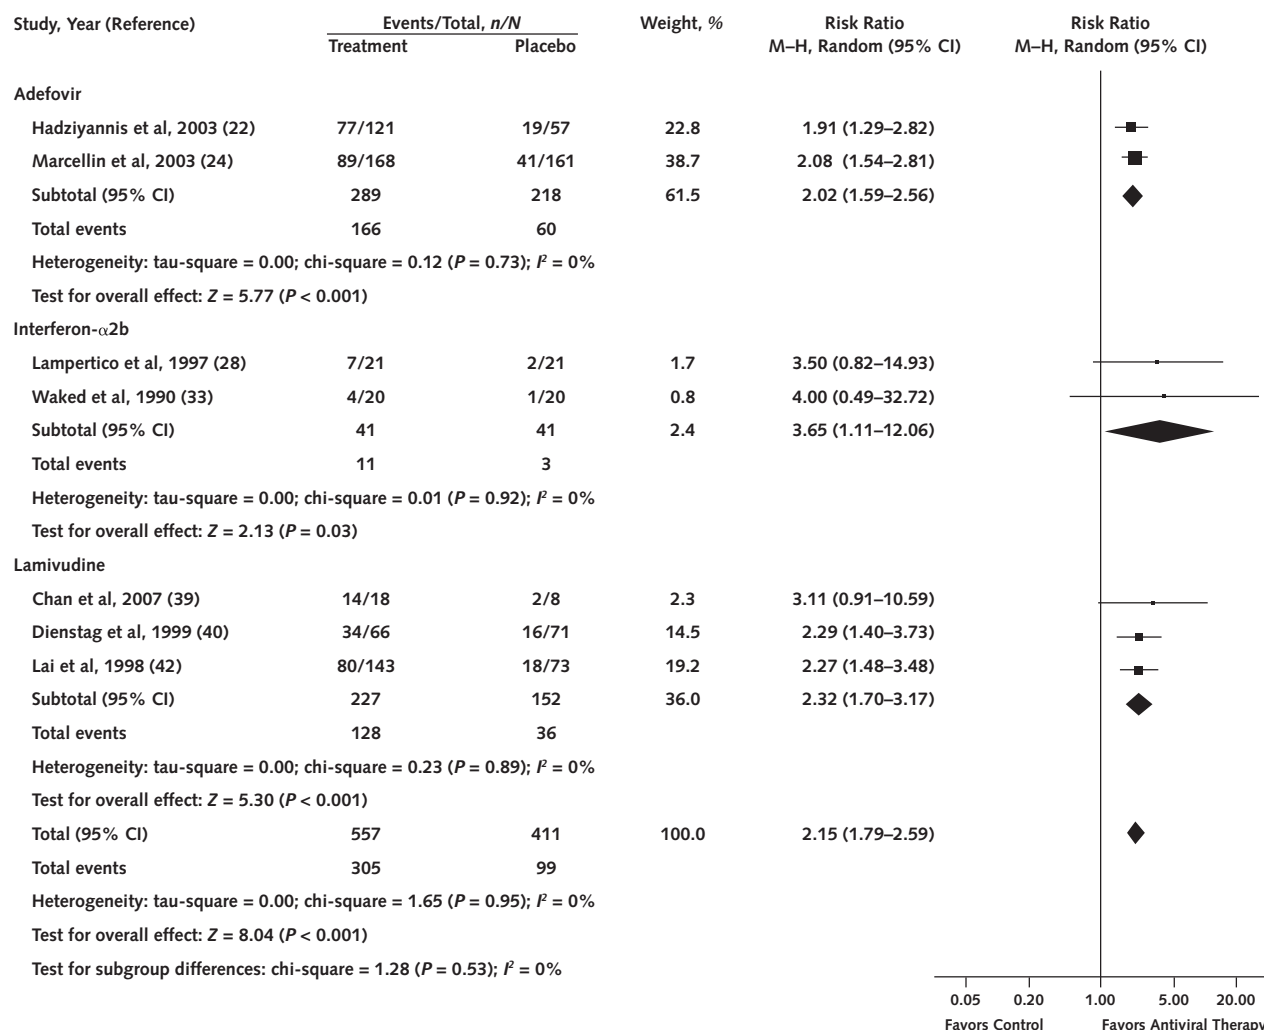 Study, Year (Reference) Events/Total, n/N Weight, % Risk Ratio Risk Ratio
Treatment Placebo M–H, Random (95% CI) M–H, Random (95% CI)
Adefovir
Hadziyannis et al, 2003 (22) 77/121 19/57 22.8 1.91 (1.29–2.82)
Marcellin et al, 2003 (24) 89/168 41/161 38.7 2.08 (1.54–2.81)
Subtotal (95% CI) 289 218 61.5 2.02 (1.59–2.56)
Total events 166 60
Heterogeneity: tau-square = 0.00; chi-square = 0.12 (P = 0.73); I² = 0%
Test for overall effect: Z = 5.77 (P < 0.001)
Interferon-α2b
Lampertico et al, 1997 (28) 7/21 2/21 1.7 3.50 (0.82–14.93)
Waked et al, 1990 (33) 4/20 1/20 0.8 4.00 (0.49–32.72)
Subtotal (95% CI) 41 41 2.4 3.65 (1.11–12.06)
Total events 11 3
Heterogeneity: tau-square = 0.00; chi-square = 0.01 (P = 0.92); I² = 0%
Test for overall effect: Z = 2.13 (P = 0.03)
Lamivudine
Chan et al, 2007 (39) 14/18 2/8 2.3 3.11 (0.91–10.59)
Dienstag et al, 1999 (40) 34/66 16/71 14.5 2.29 (1.40–3.73)
Lai et al, 1998 (42) 80/143 18/73 19.2 2.27 (1.48–3.48)
Subtotal (95% CI) 227 152 36.0 2.32 (1.70–3.17)
Total events 128 36
Heterogeneity: tau-square = 0.00; chi-square = 0.23 (P = 0.89); I² = 0%
Test for overall effect: Z = 5.30 (P < 0.001)
Total (95% CI) 557 411 100.0 2.15 (1.79–2.59)
Total events 305 99
Heterogeneity: tau-square = 0.00; chi-square = 1.65 (P = 0.95); I² = 0%
Test for overall effect: Z = 8.04 (P < 0.001)
Test for subgroup differences: chi-square = 1.28 (P = 0.53); I² = 0%
0.05 0.20 1.00 5.00 20.00
Favors Control Favors Antiviral Therapy